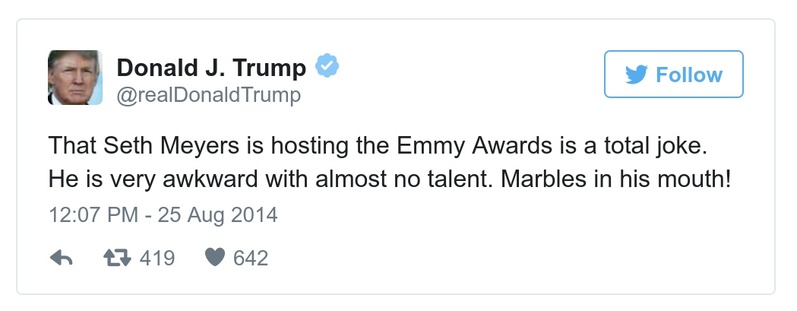 Donald J. Trump
@realDonaldTrump
Follow
That Seth Meyers is hosting the Emmy Awards is a total joke.
He is very awkward with almost no talent. Marbles in his mouth!
12:07 PM - 25 Aug 2014
419 642